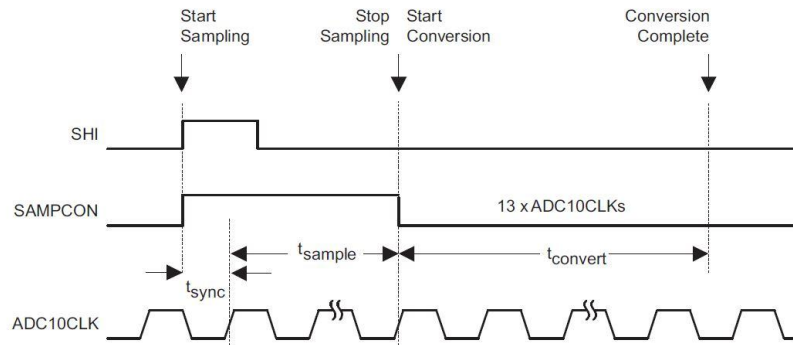 Start
Sampling
Stop
Sampling
Start
Conversion
Conversion
Complete
SHI
SAMPCON
13 x ADC10CLKs
tsample
tconvert
tsync
ADC10CLK